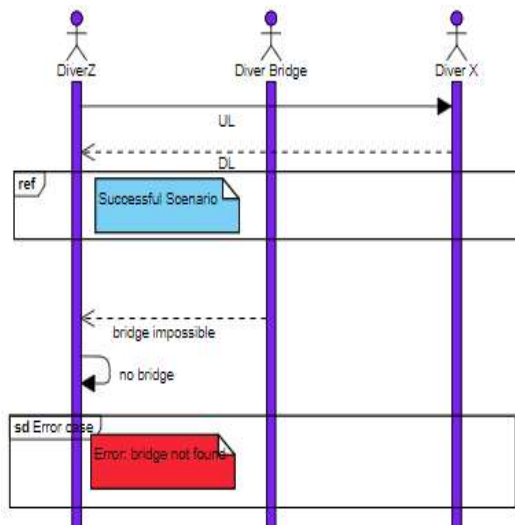 DiverZ Diver Bridge Diver X
UL
DL
ref
Successful Scenario
bridge impossible
no bridge
sd Error case
Error: bridge not found